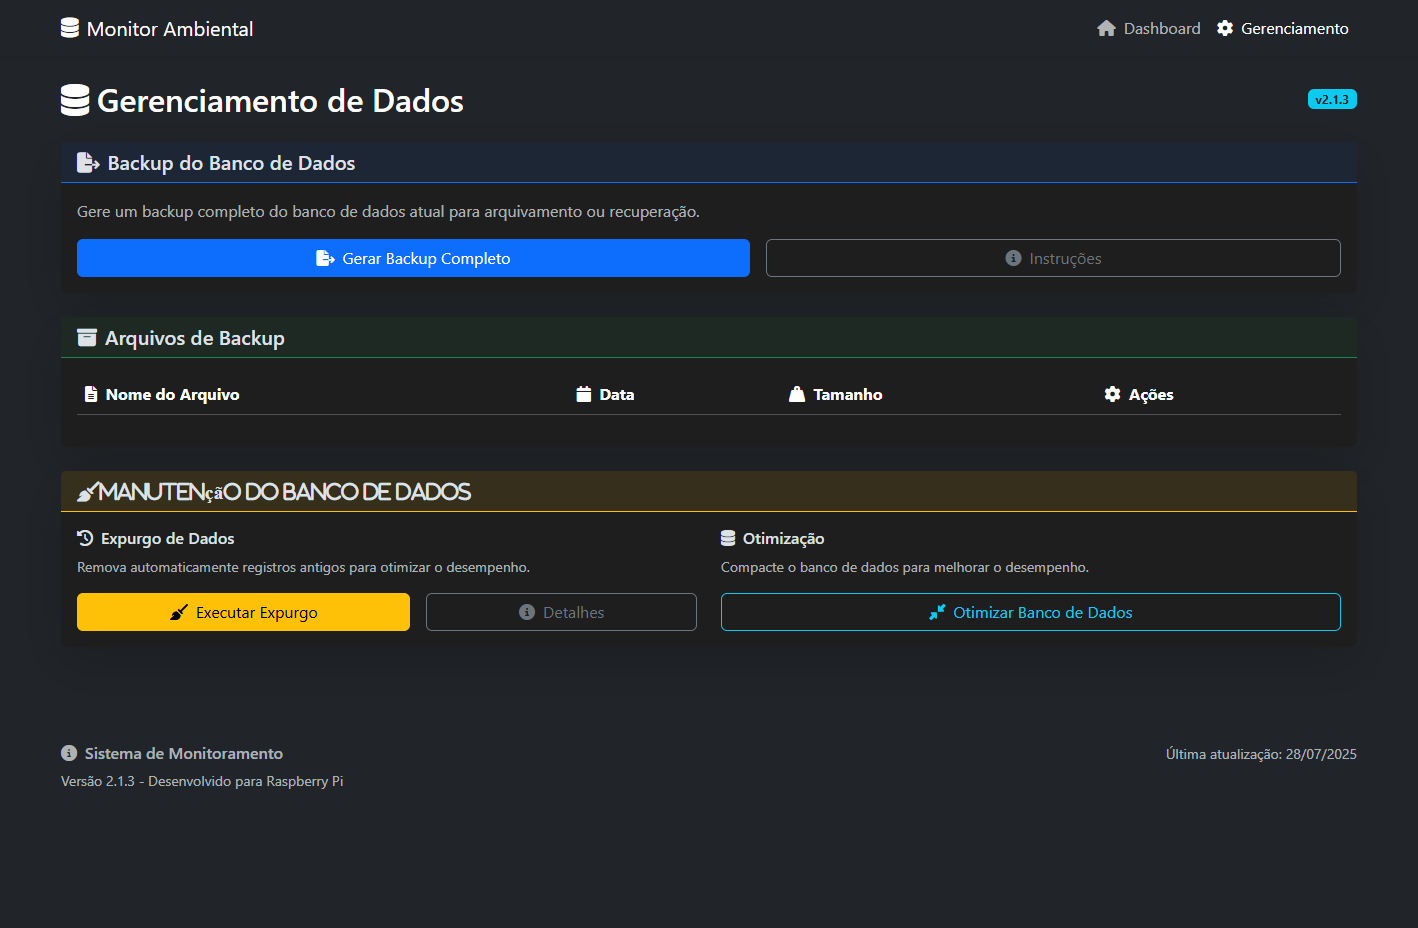 Monitor Ambiental
Dashboard Gerenciamento
Gerenciamento de Dados
v2.1.3
Backup do Banco de Dados
Gere um backup completo do banco de dados atual para arquivamento ou recuperação.
Gerar Backup Completo Instruções
Arquivos de Backup
Nome do Arquivo Data Tamanho Ações
MANUTENçãO DO BANCO DE DADOS
Expurgo de Dados
Remova automaticamente registros antigos para otimizar o desempenho.
Executar Expurgo Detalhes
Otimização
Compacte o banco de dados para melhorar o desempenho.
Otimizar Banco de Dados
Sistema de Monitoramento
Versão 2.1.3 - Desenvolvido para Raspberry Pi
Última atualização: 28/07/2025